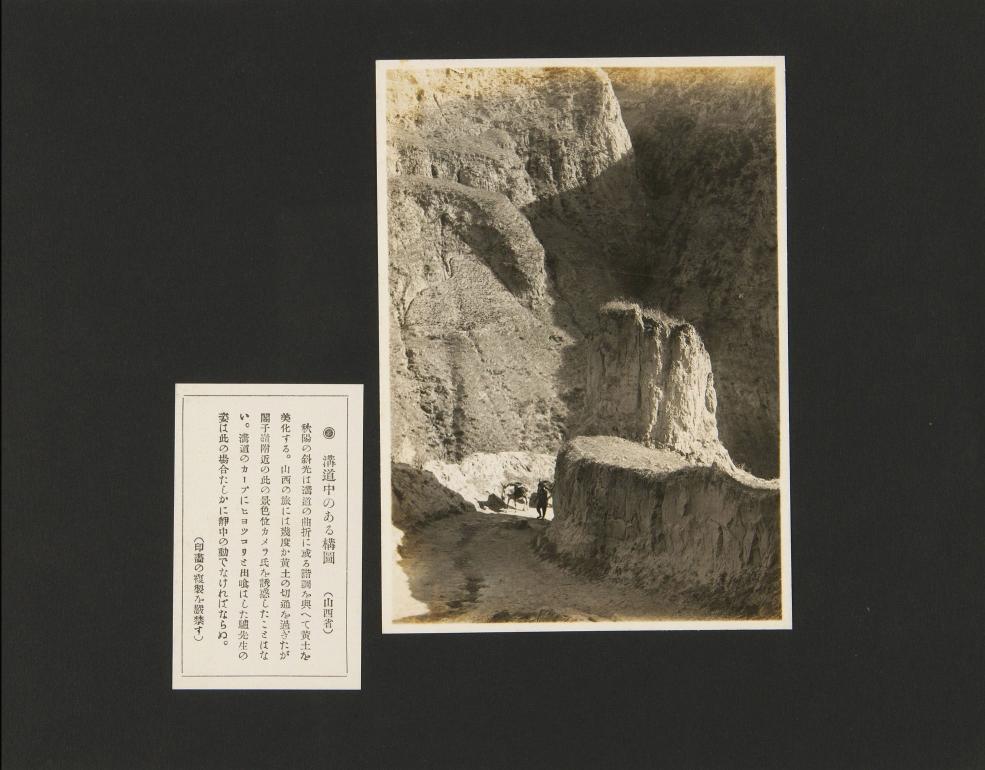 ◉ 溝道中のある構圖 （山西省）
秋陽の斜光は溝道の曲折に或る諧調を與へて黄土を
美化する。山西の旅には幾度か黄土の切通を過ぎたが
關子嶺附近の此の景色位カメラ氏を誘惑したことはな
い。溝道のカーブにヒヨツコリと出喰はした驢先生の
姿は此の場合たしかに靜中の動でなければならぬ。
（印畫の複製を嚴禁す）